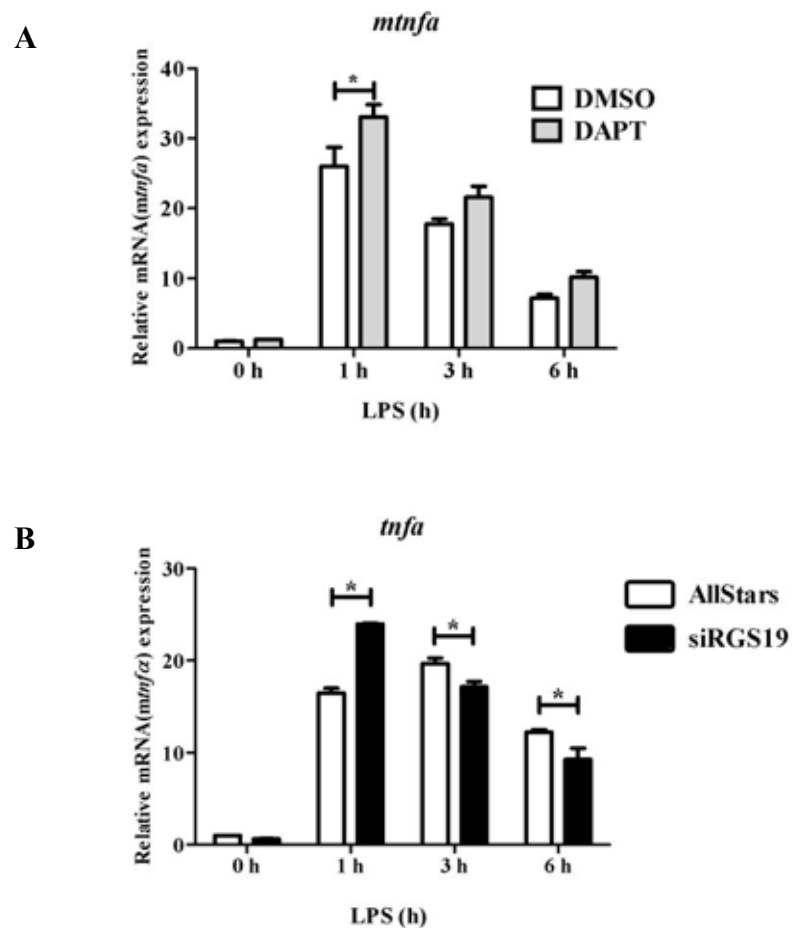 A
mtnfa
Relative mRNA(mtnfa) expression
40
30
20
10
0
*
DMSO
DAPT
0 h 1 h 3 h 6 h
LPS (h)
B
tnfa
Relative mRNA(mtnfα) expression
30
20
10
0
* * *
AllStars
siRGS19
0 h 1 h 3 h 6 h
LPS (h)